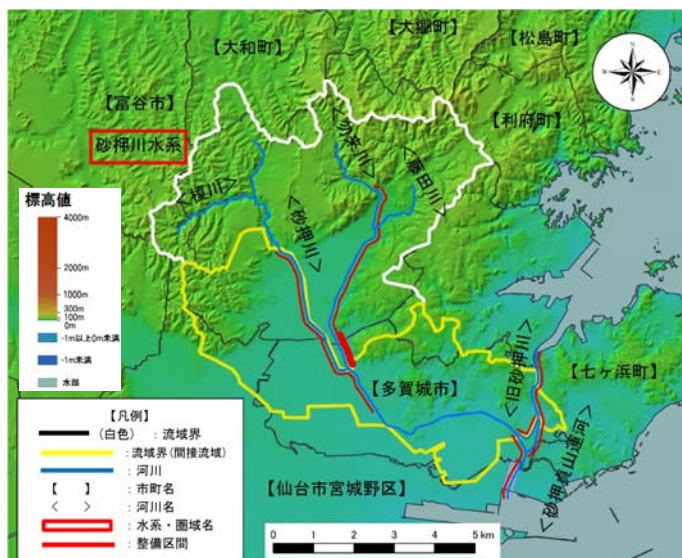 【大和町】
【大郷町】
【松島町】
【富谷市】
【利府町】
砂押川水系
N
<勿来川>
<藤田川>
<榎川>
<砂押川>
標高値
4000m
2000m
1000m
300m
100m
0m
-1m以上0m未満
-1m未満
水部
【多賀城市】
<旧砂押川>
【七ヶ浜町】
<砂押貞山運河>
【仙台市宮城野区】
【凡例】
(白色) : 流域界
: 流域界(間接流域)
: 河川
【 】 : 市町名
< > : 河川名
: 水系・圏域名
: 整備区間
0 1 2 3 4 5 km